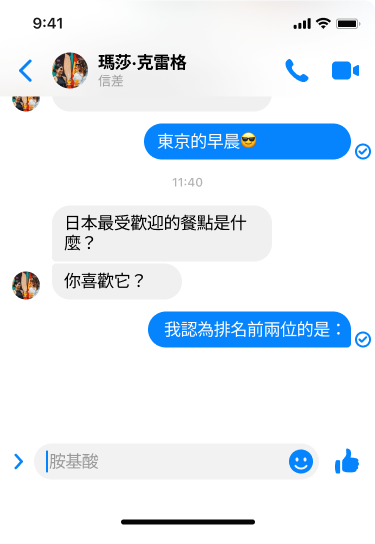 9:41
瑪莎·克雷格
信差
東京的早晨😎
11:40
日本最受歡迎的餐點是什
麼？
你喜歡它？
我認為排名前兩位的是：
胺基酸